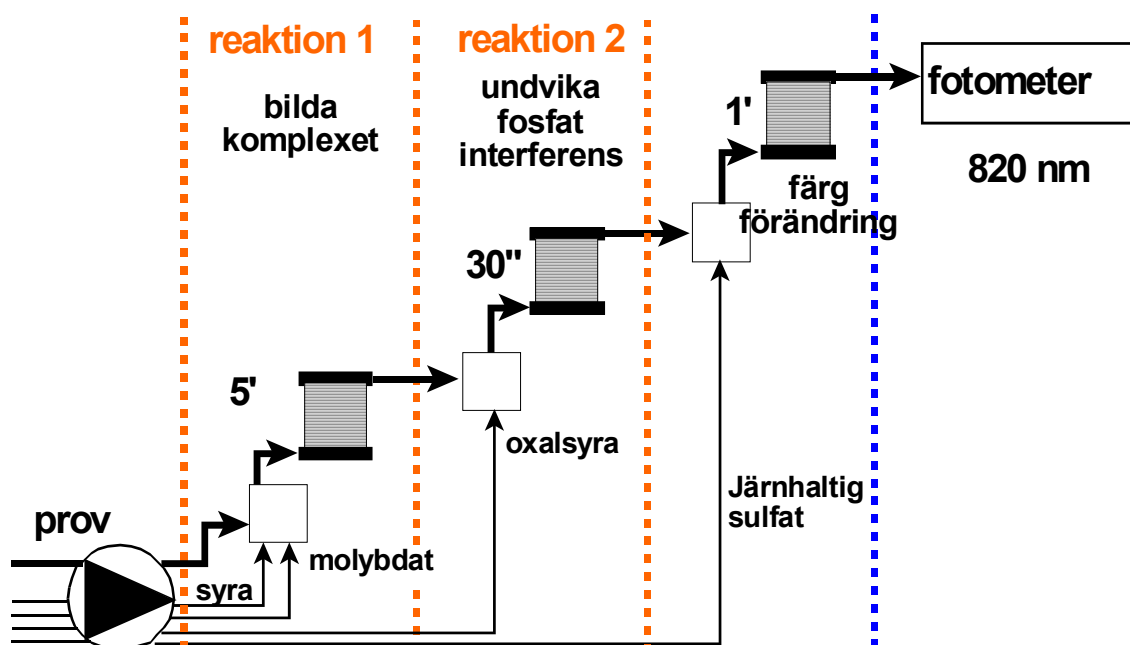 reaktion 1
bilda
komplexet
reaktion 2
undvika
fosfat
interferens
1'
fotometer
820 nm
färg
förändring
30"
5'
oxalsyra
Järnhaltig
sulfat
prov
molybdat
syra